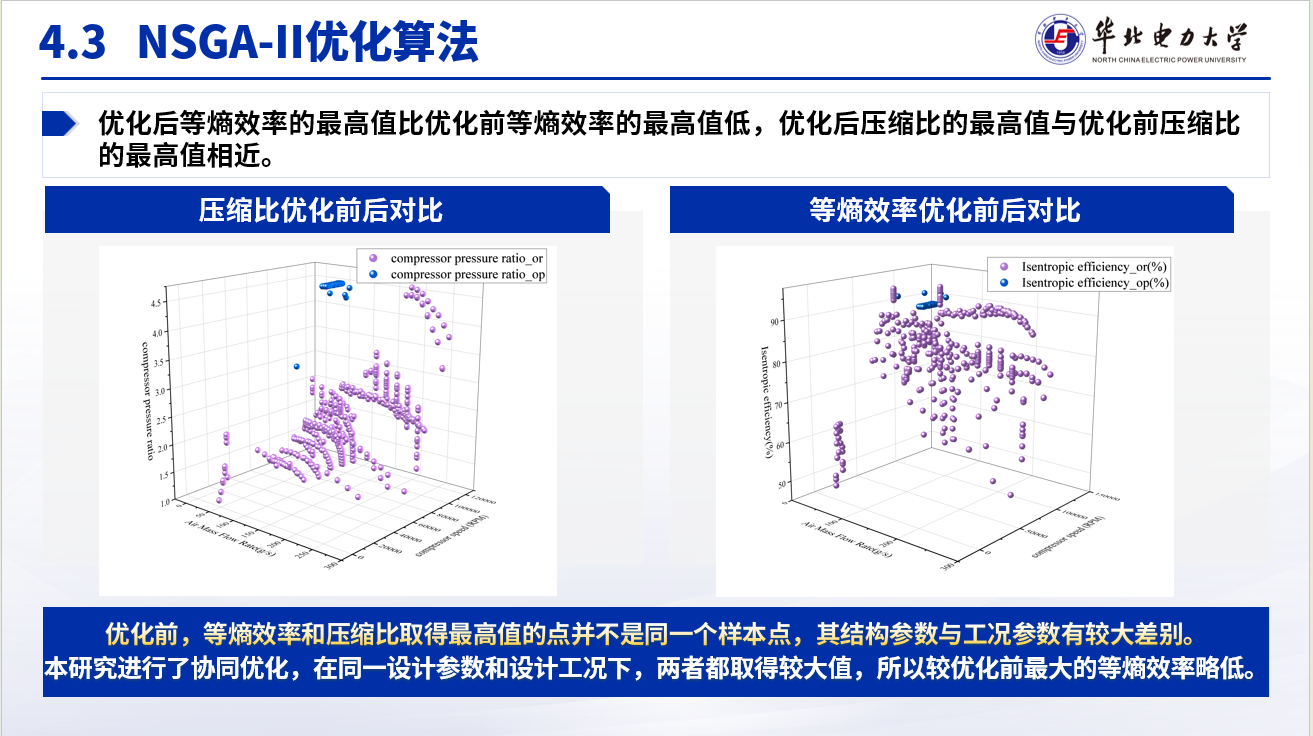 4.3 NSGA-II优化算法
华北电力大学
NORTH CHINA ELECTRIC POWER UNIVERSITY
优化后等熵效率的最高值比优化前等熵效率的最高值低，优化后压缩比的最高值与优化前压缩比
的最高值相近。
压缩比优化前后对比
compressor pressure ratio_or
compressor pressure ratio_op
4.5
4.0
3.5
3.0
2.5
2.0
1.5
1.0
compressor pressure ratio
0
50
100
150
200
250
300
Air Mass Flow Rate(g/s)
0
20000
40000
60000
80000
100000
120000
compressor speed (RPM)
等熵效率优化前后对比
Isentropic efficiency_or(%)
Isentropic efficiency_op(%)
90
80
70
60
50
Isentropic efficiency(%)
0
100
200
300
Air Mass Flow Rate(g/s)
0
50000
100000
150000
compressor speed (RPM)
优化前，等熵效率和压缩比取得最高值的点并不是同一个样本点，其结构参数与工况参数有较大差别。
本研究进行了协同优化，在同一设计参数和设计工况下，两者都取得较大值，所以较优化前最大的等熵效率略低。